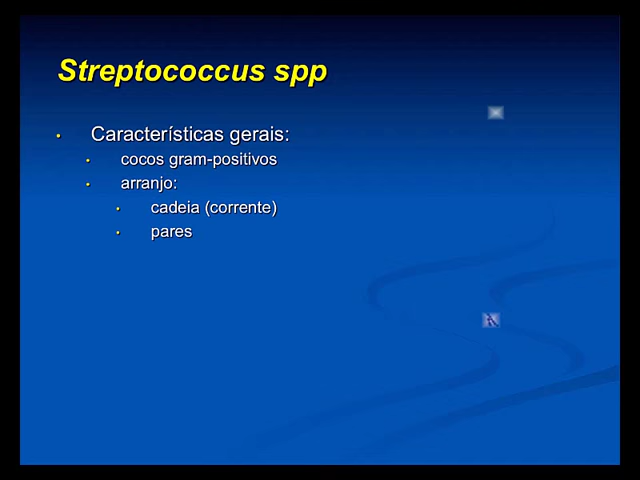 Streptococcus spp
• Características gerais:
• cocos gram-positivos
• arranjo:
• cadeia (corrente)
• pares